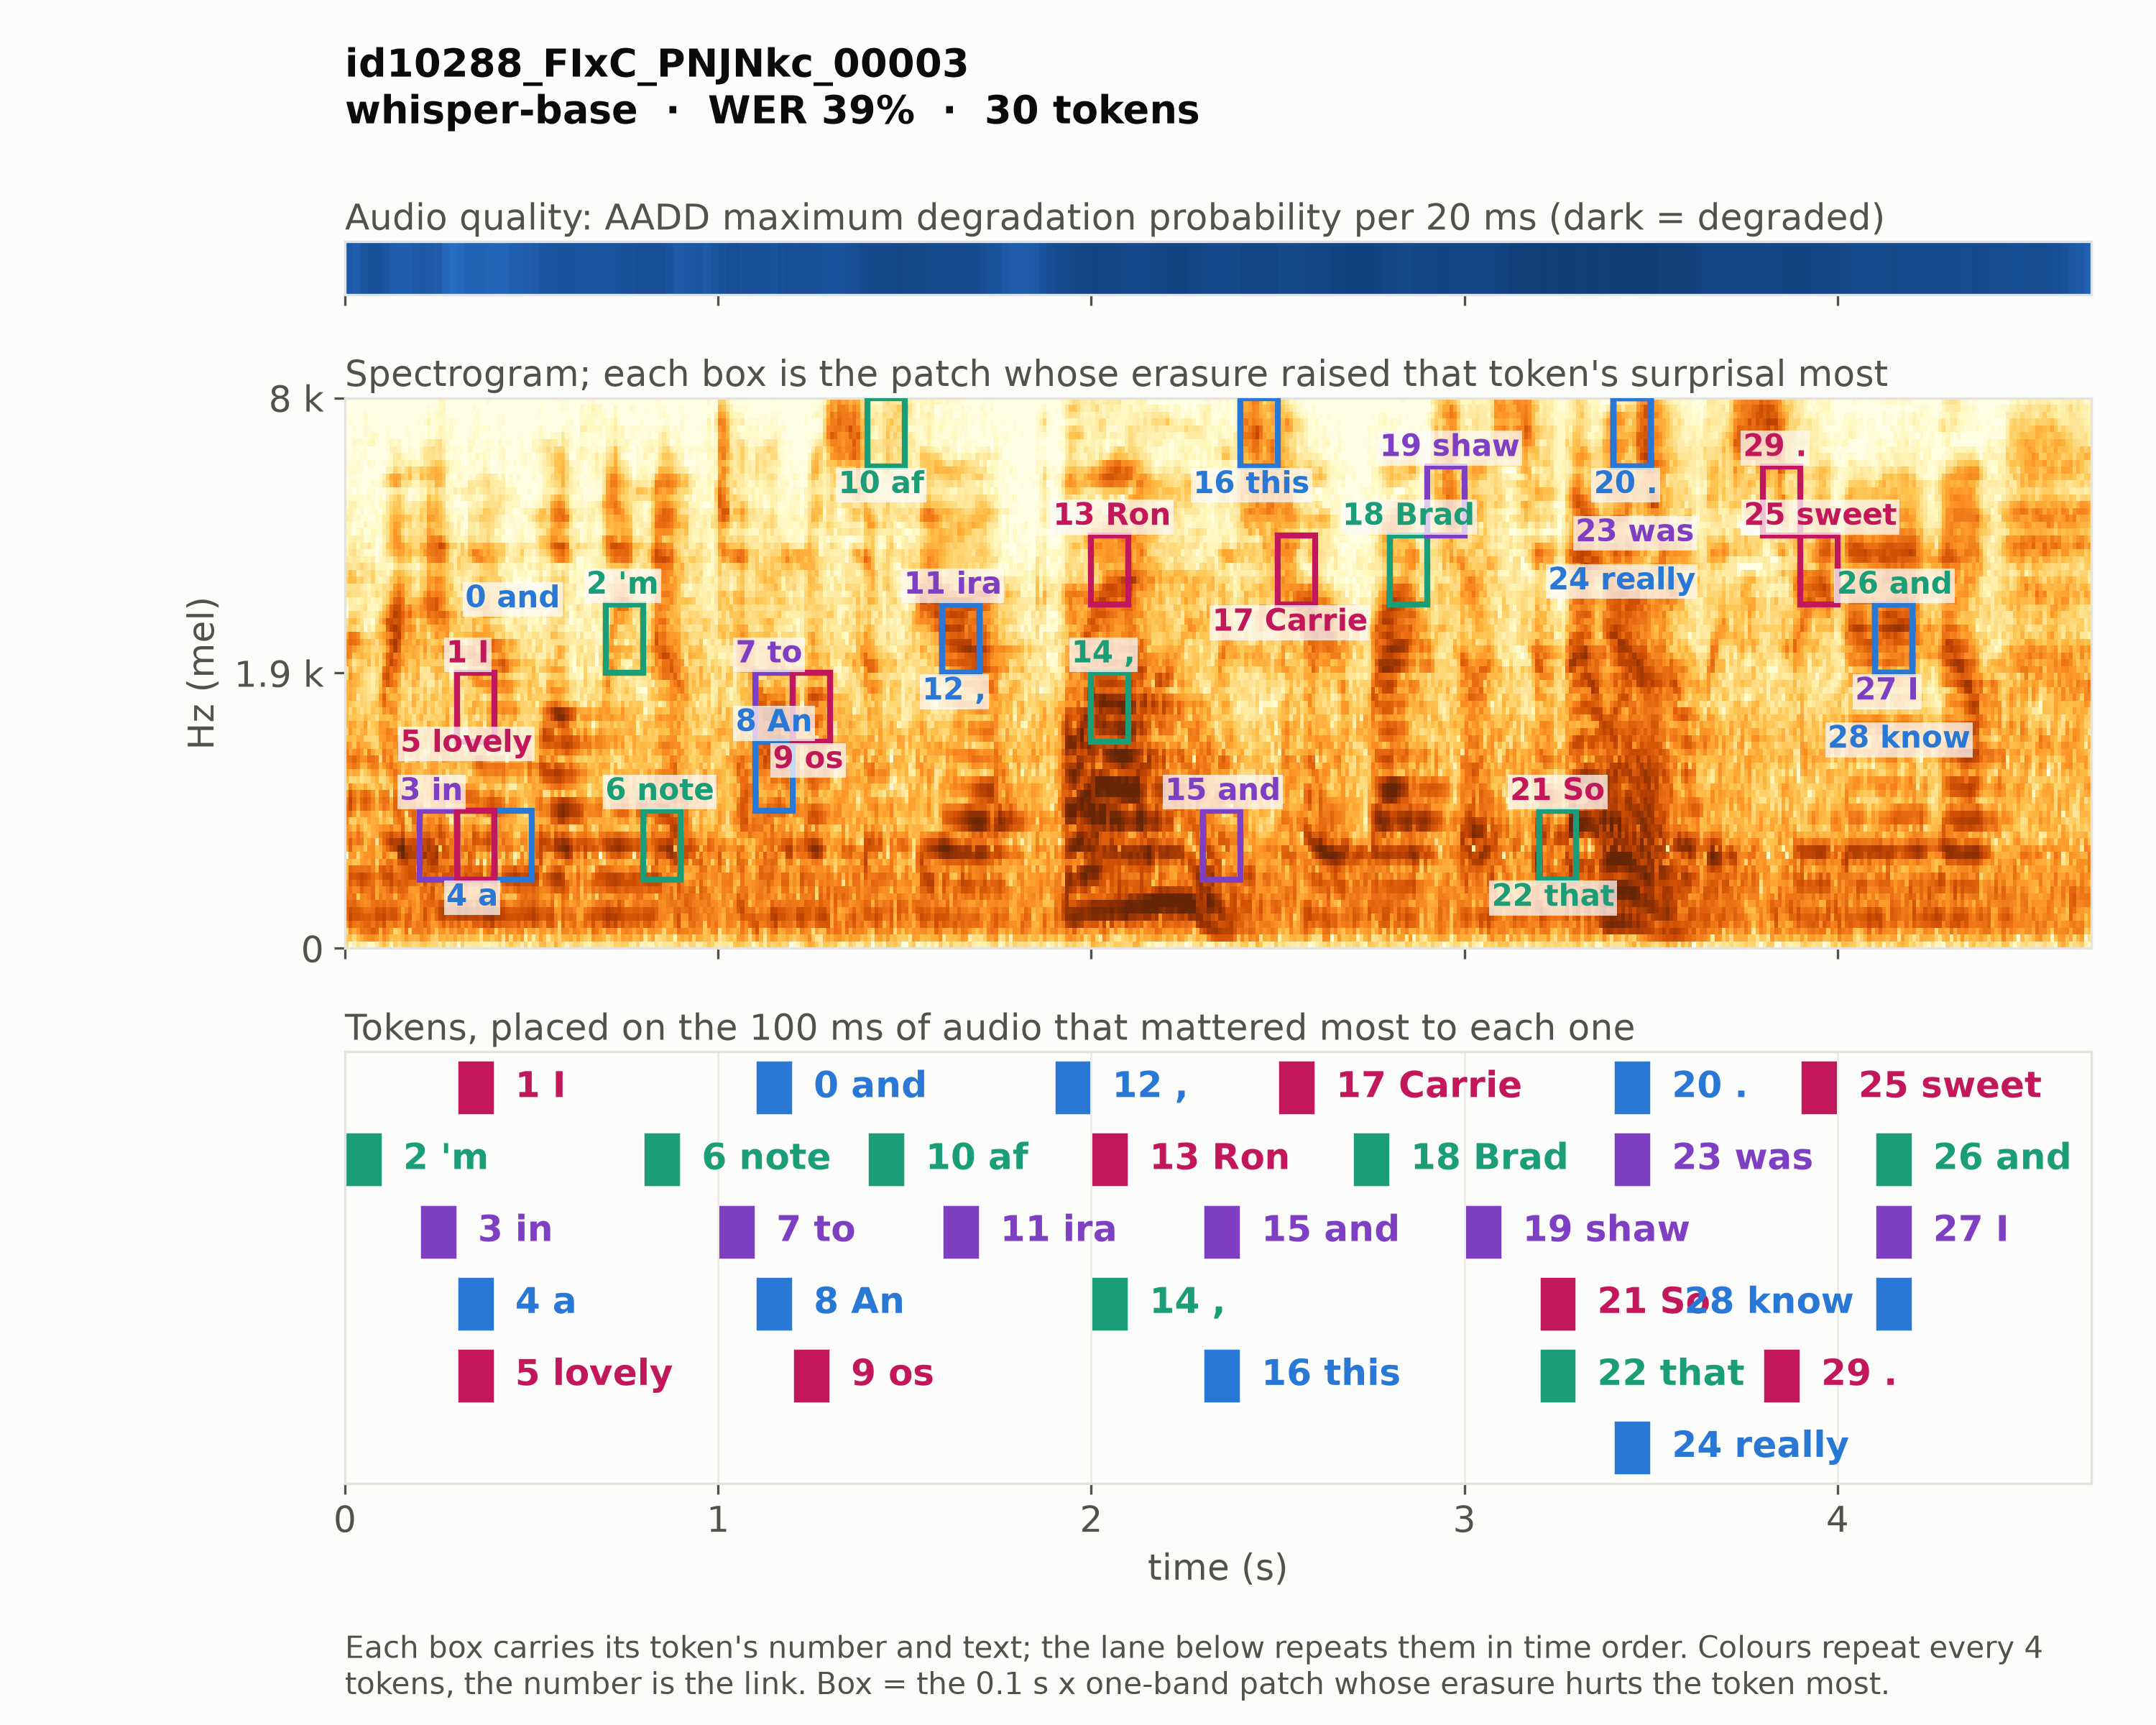 id10288_FIxC_PNJNkc_00003
whisper-base · WER 39% · 30 tokens
Audio quality: AADD maximum degradation probability per 20 ms (dark = degraded)
Spectrogram; each box is the patch whose erasure raised that token's surprisal most
8 k
19 shaw
29 .
10 af
16 this
20 .
13 Ron
18 Brad
25 sweet
23 was
0 and
2 'm
11 ira
24 really
26 and
17 Carrie
Hz (mel)
1.9 k
1 I
7 to
14 ,
12 ,
27 I
5 lovely
8 An
28 know
9 os
3 in
6 note
15 and
21 So
4 a
22 that
0
Tokens, placed on the 100 ms of audio that mattered most to each one
1 I 0 and 12 , 17 Carrie 20 . 25 sweet
2 'm 6 note 10 af 13 Ron 18 Brad 23 was 26 and
3 in 7 to 11 ira 15 and 19 shaw 27 I
4 a 8 An 14 , 21 So 28 know
5 lovely 9 os 16 this 22 that 29 .
24 really
0 1 2 3 4
time (s)
Each box carries its token's number and text; the lane below repeats them in time order. Colours repeat every 4
tokens, the number is the link. Box = the 0.1 s x one-band patch whose erasure hurts the token most.